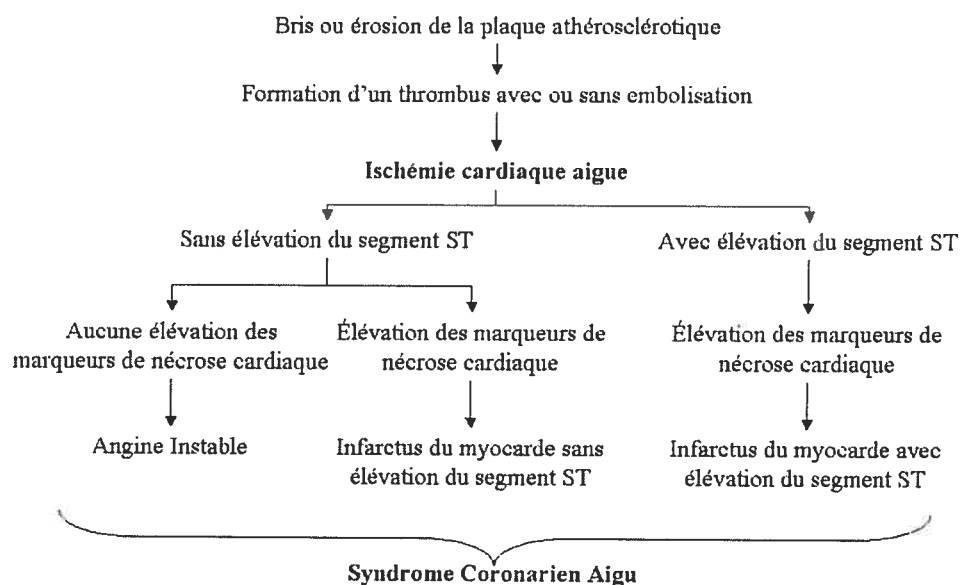 Bris ou érosion de la plaque athérosclérotique
Formation d'un thrombus avec ou sans embolisation
Ischémie cardiaque aigue
Sans élévation du segment ST
Avec élévation du segment ST
Aucune élévation des
marqueurs de nécrose cardiaque
Élévation des marqueurs de
nécrose cardiaque
Élévation des marqueurs de
nécrose cardiaque
Angine Instable
Infarctus du myocarde sans
élévation du segment ST
Infarctus du myocarde avec
élévation du segment ST
Syndrome Coronarien Aigu